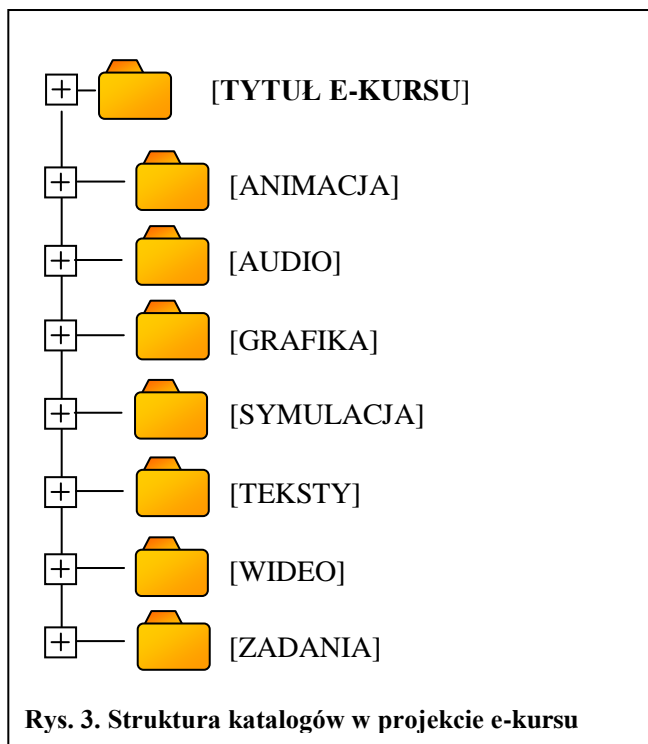 [TYTUŁ E-KURSU]
[ANIMACJA]
[AUDIO]
[GRAFIKA]
[SYMULACJA]
[TEKSTY]
[WIDEO]
[ZADANIA]
Rys. 3. Struktura katalogów w projekcie e-kursu